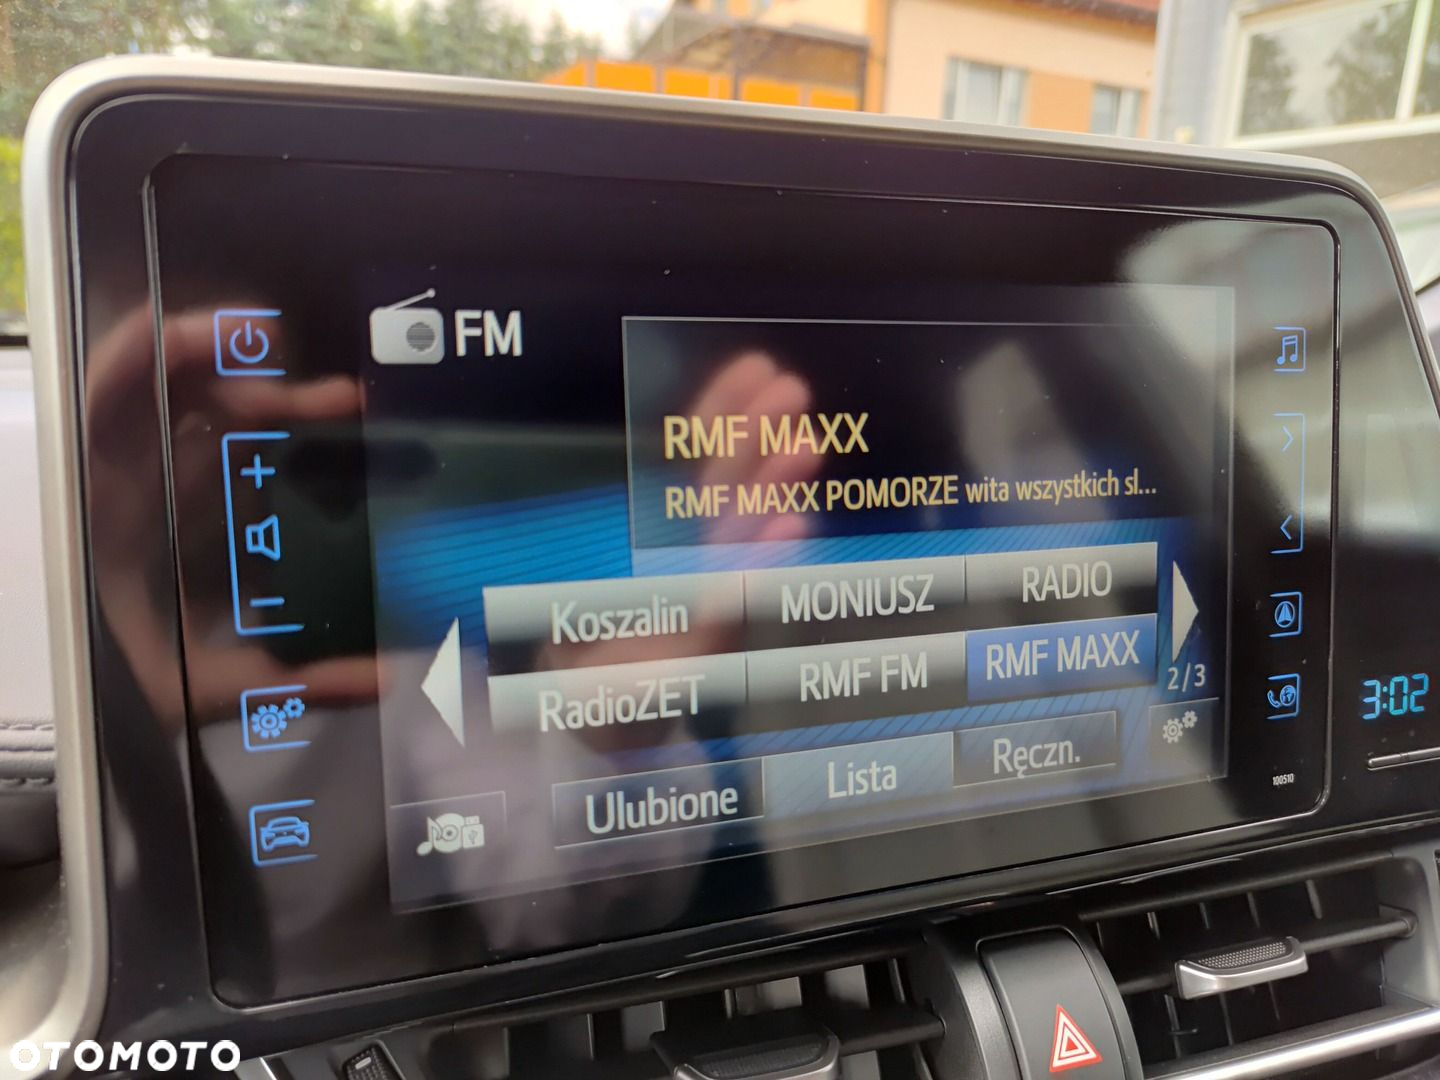 FM
RMF MAXX
RMF MAXX POMORZE wita wszystkich sl...
Koszalin
MONIUSZ
RADIO
RadioZET
RMF FM
RMF MAXX
2/3
Ulubione
Lista
Ręczn.
3:02
100510
OTOMOTO